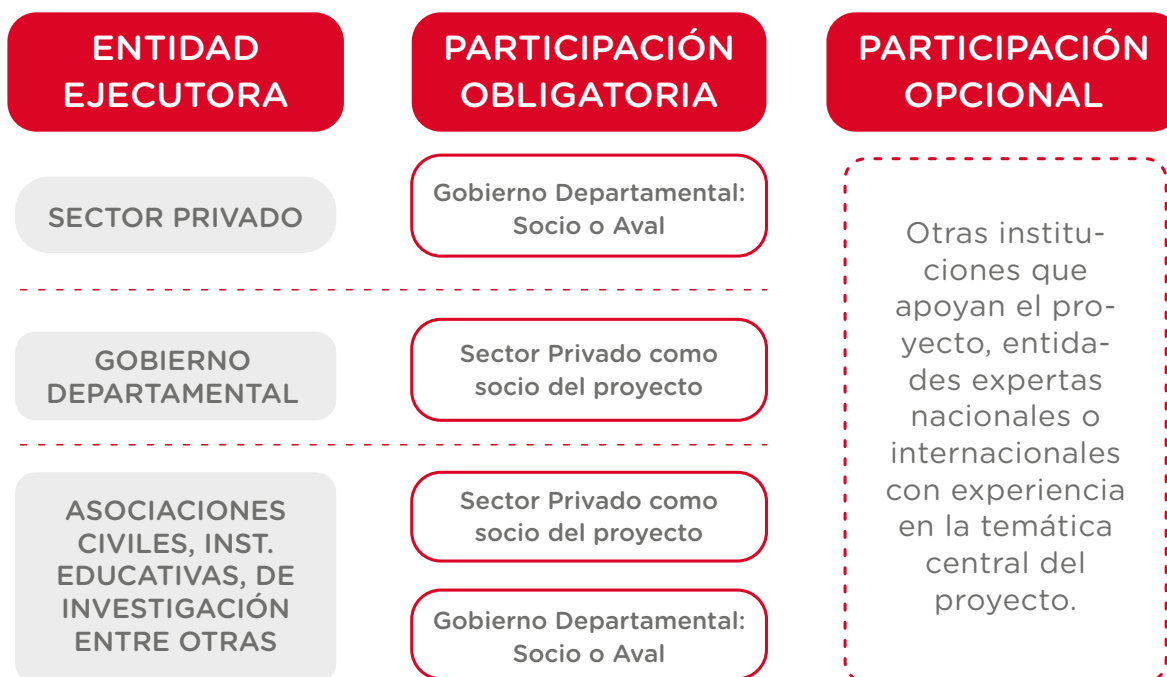 ENTIDAD
EJECUTORA
PARTICIPACIÓN
OBLIGATORIA
PARTICIPACIÓN
OPCIONAL
SECTOR PRIVADO
Gobierno Departamental:
Socio o Aval
GOBIERNO
DEPARTAMENTAL
Sector Privado como
socio del proyecto
ASOCIACIONES
CIVILES, INST.
EDUCATIVAS, DE
INVESTIGACIÓN
ENTRE OTRAS
Sector Privado como
socio del proyecto
Gobierno Departamental:
Socio o Aval
Otras institu-
ciones que
apoyan el pro-
yecto, entida-
des expertas
nacionales o
internacionales
con experiencia
en la temática
central del
proyecto.